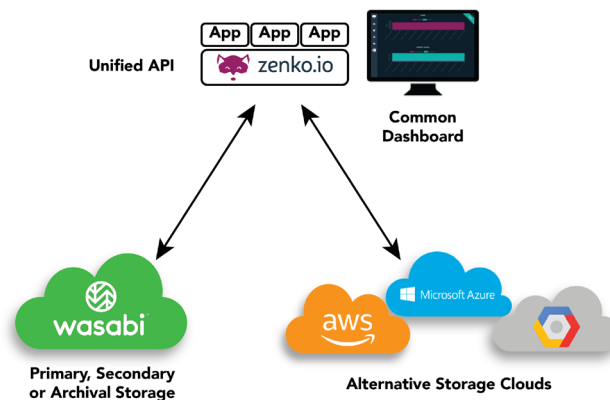 App App App
Unified API
zenko.io
Common
Dashboard
wasabi
Microsoft Azure
aws
Primary, Secondary
or Archival Storage
Alternative Storage Clouds